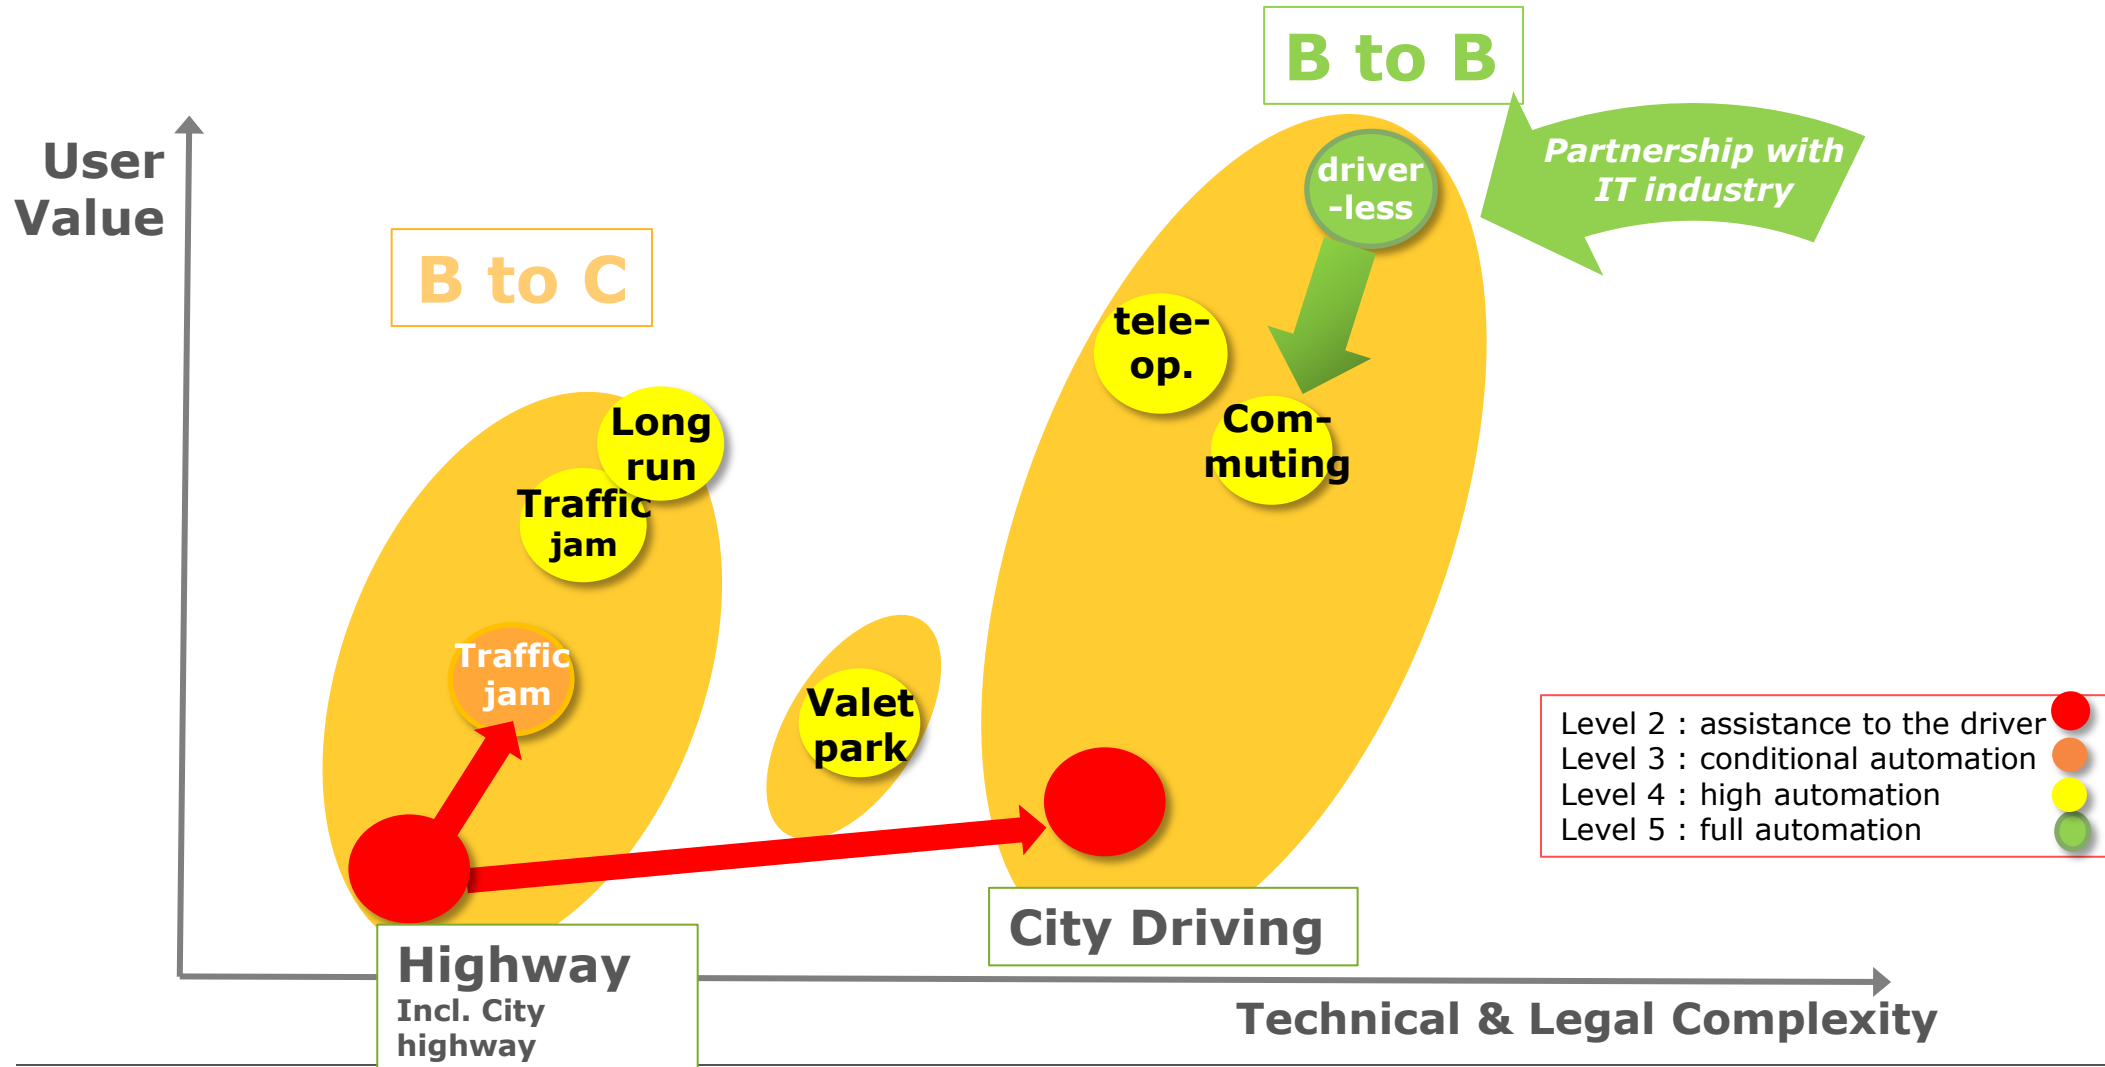 B to B
User
Value
Partnership with
IT industry
driver
-less
B to C
tele-
op.
Long
run
Com-
muting
Traffic
jam
Traffic
jam
Valet
park
Level 2 : assistance to the driver
Level 3 : conditional automation
Level 4 : high automation
Level 5 : full automation
City Driving
Highway
Incl. City
highway
Technical & Legal Complexity